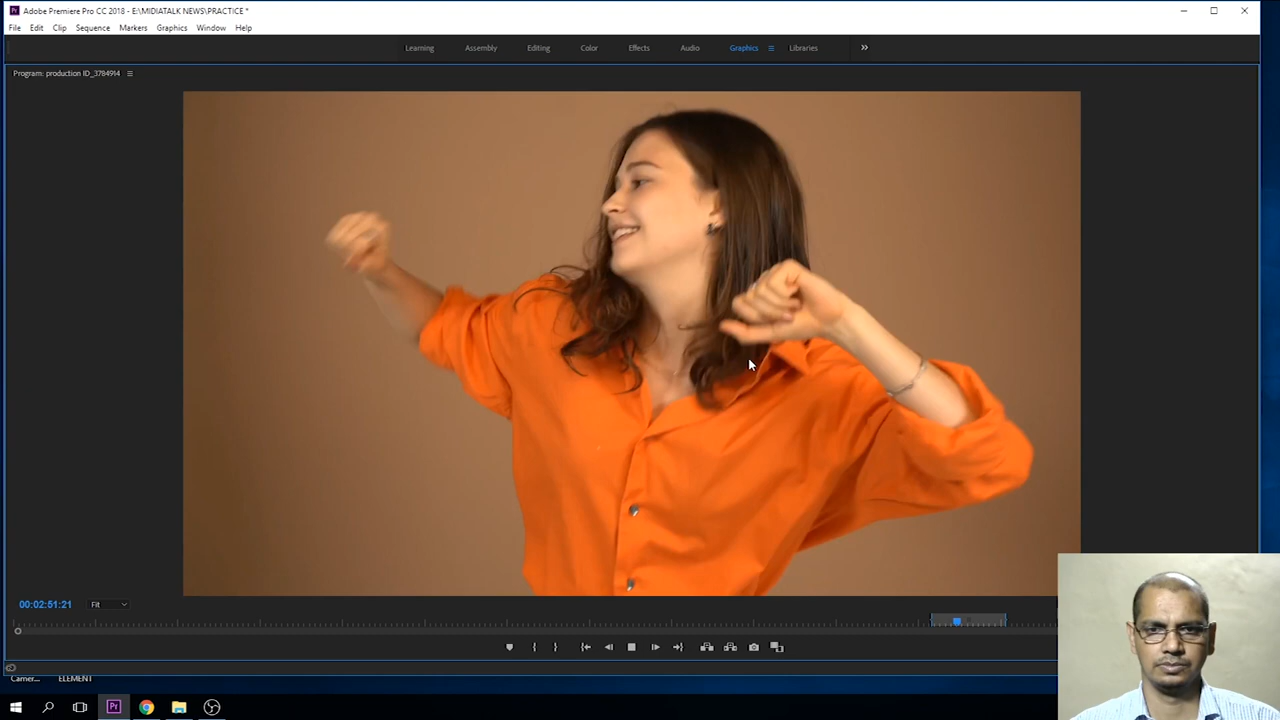 Adobe Premiere Pro CC 2018 - E:\MIDIATALK NEWS\PRACTICE *
File Edit Clip Sequence Markers Graphics Window Help
Learning Assembly Editing Color Effects Audio Graphics Libraries
Program: production ID_3784914
00:02:51:21 Fit
Camer... ELEMENT
Pr